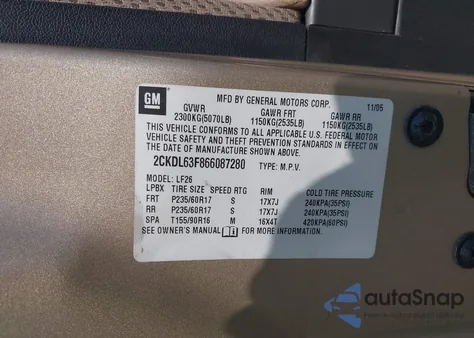 GM
MFD BY GENERAL MOTORS CORP. 11/05
GVWR GAWR FRT GAWR RR
2300KG(5070LB) 1150KG(2535LB) 1150KG(2535LB)
THIS VEHICLE CONFORMS TO ALL APPLICABLE U.S. FEDERAL MOTOR
VEHICLE SAFETY AND THEFT PREVENTION STANDARDS IN EFFECT ON
THE DATE OF MANUFACTURE SHOWN ABOVE.
2CKDL63F866087280 TYPE: M.P.V.
MODEL: LF26
LPBX TIRE SIZE SPEED RTG RIM COLD TIRE PRESSURE
FRT P235/60R17 S 17X7J 240KPA(35PSI)
RR P235/60R17 S 17X7J 240KPA(35PSI)
SPA T155/90R16 M 16X4T 420KPA(60PSI)
SEE OWNER'S MANUAL FOR MORE INFORMATION
autoSnap